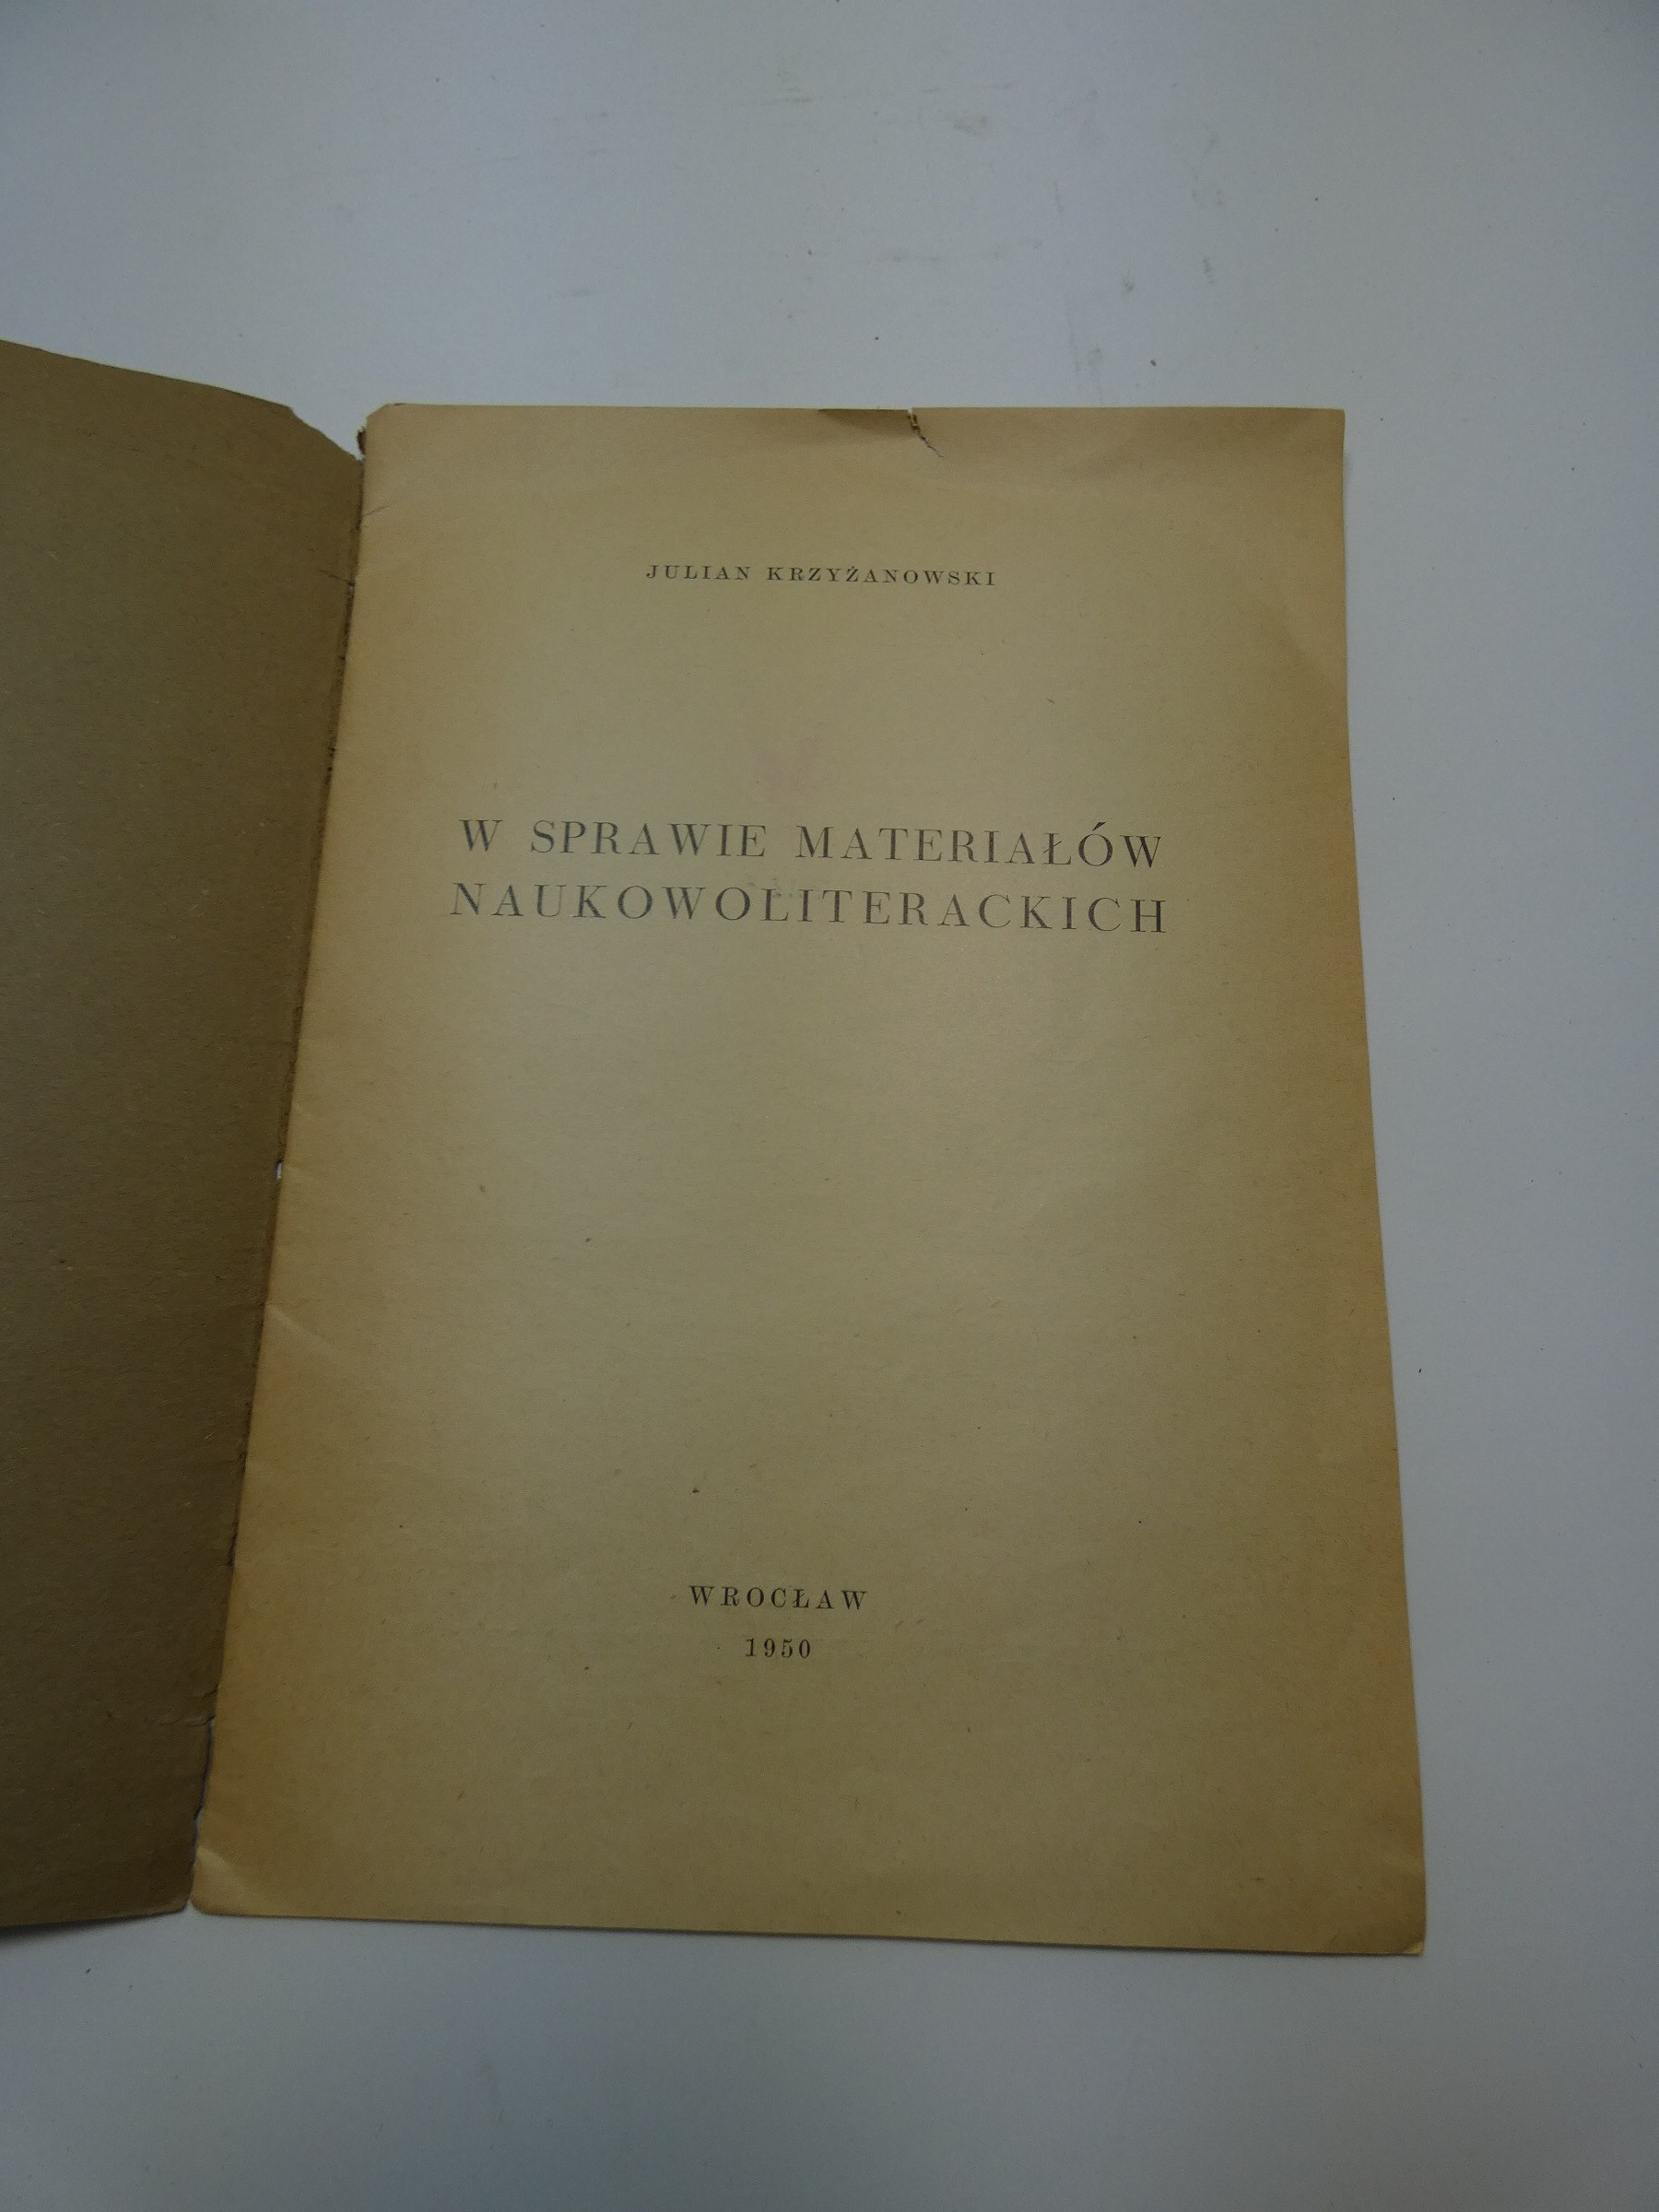 JULIAN KRZYŻANOWSKI
W SPRAWIE MATERIAŁÓW
NAUKOWOLITERACKICH
WROCŁAW
1950